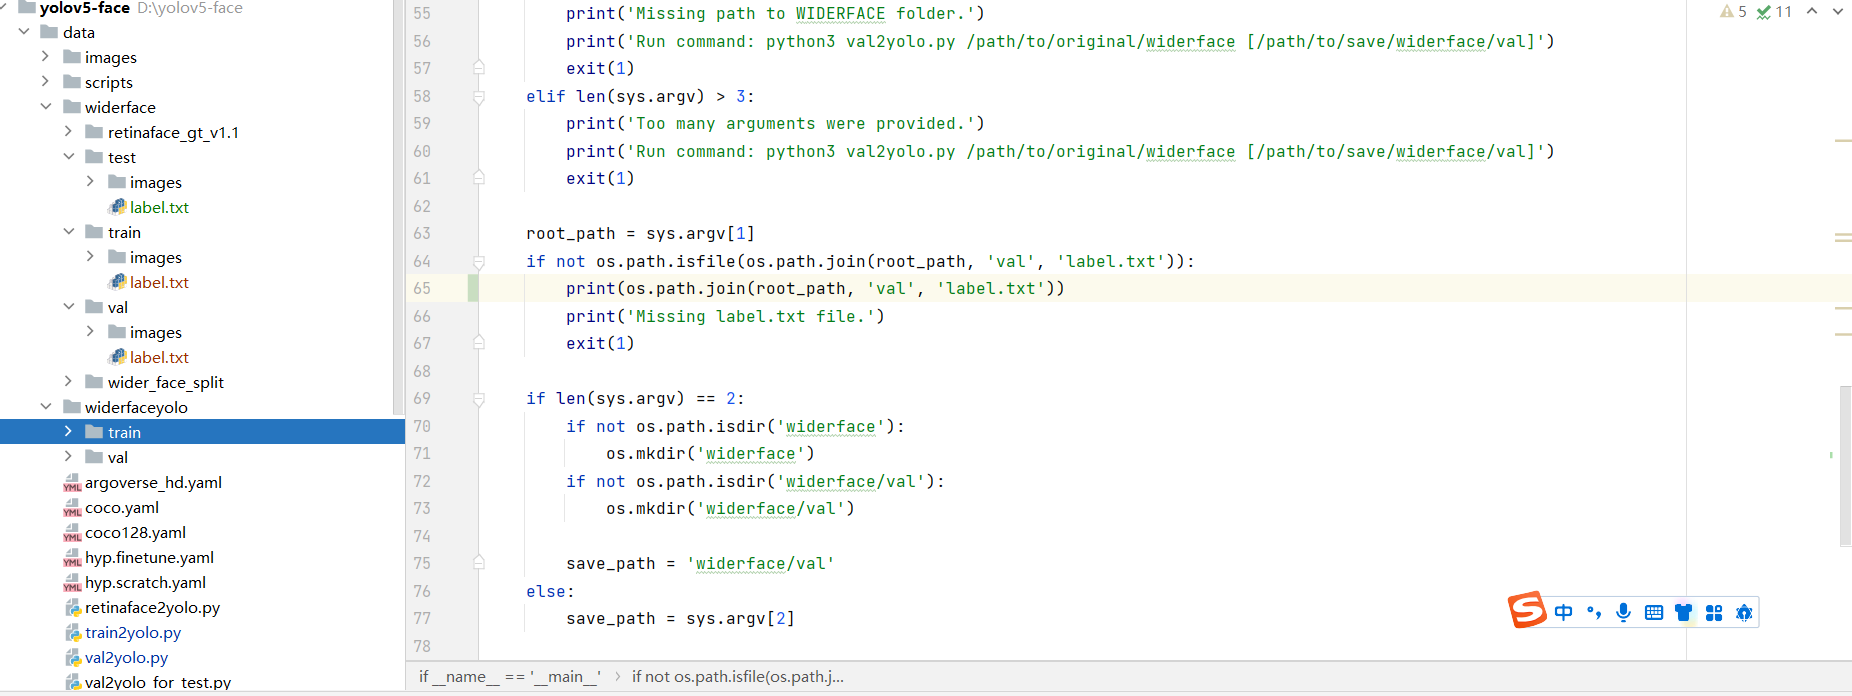 yolov5-face D:\yolov5-face
data
images
scripts
widerface
retinaface_gt_v1.1
test
images
label.txt
train
images
label.txt
val
images
label.txt
wider_face_split
widerfaceyolo
train
val
argoverse_hd.yaml
coco.yaml
coco128.yaml
hyp.finetune.yaml
hyp.scratch.yaml
retinaface2yolo.py
train2yolo.py
val2yolo.py
val2yolo_for_test.py
5 11
55 print('Missing path to WIDERFACE folder.')
56 print('Run command: python3 val2yolo.py /path/to/original/widerface [/path/to/save/widerface/val]')
57 exit(1)
58 elif len(sys.argv) > 3:
59 print('Too many arguments were provided.')
60 print('Run command: python3 val2yolo.py /path/to/original/widerface [/path/to/save/widerface/val]')
61 exit(1)
62
63 root_path = sys.argv[1]
64 if not os.path.isfile(os.path.join(root_path, 'val', 'label.txt')):
65 print(os.path.join(root_path, 'val', 'label.txt'))
66 print('Missing label.txt file.')
67 exit(1)
68
69 if len(sys.argv) == 2:
70 if not os.path.isdir('widerface'):
71 os.mkdir('widerface')
72 if not os.path.isdir('widerface/val'):
73 os.mkdir('widerface/val')
74
75 save_path = 'widerface/val'
76 else:
77 save_path = sys.argv[2]
78
S 中
if __name__ == '__main__' › if not os.path.isfile(os.path.j...